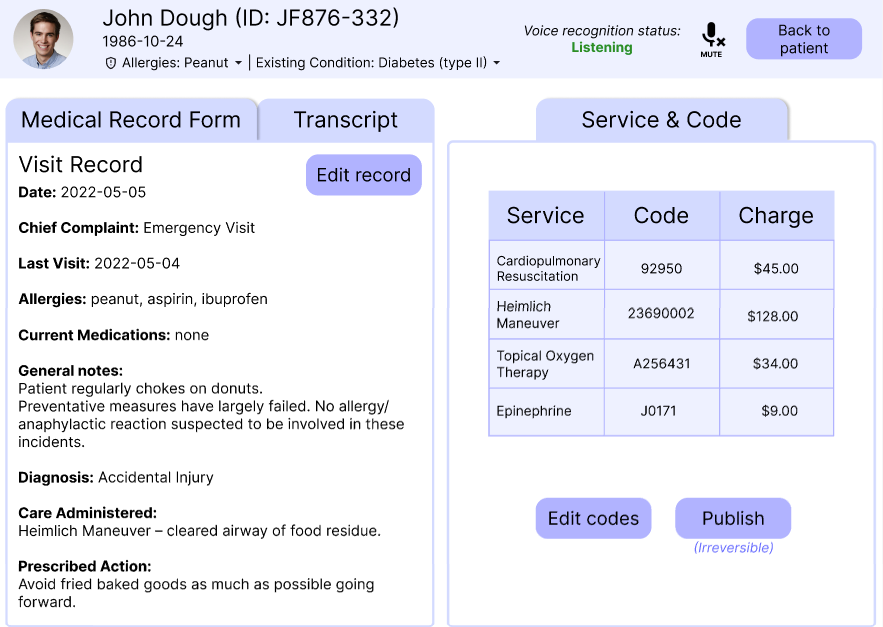 John Dough (ID: JF876-332)
1986-10-24
Allergies: Peanut | Existing Condition: Diabetes (type II)
Voice recognition status:
Listening
MUTE
Back to
patient
Medical Record Form
Transcript
Visit Record
Edit record
Date: 2022-05-05
Chief Complaint: Emergency Visit
Last Visit: 2022-05-04
Allergies: peanut, aspirin, ibuprofen
Current Medications: none
General notes:
Patient regularly chokes on donuts.
Preventative measures have largely failed. No allergy/
anaphylactic reaction suspected to be involved in these
incidents.
Diagnosis: Accidental Injury
Care Administered:
Heimlich Maneuver – cleared airway of food residue.
Prescribed Action:
Avoid fried baked goods as much as possible going
forward.
Service & Code
Service Code Charge
Cardiopulmonary
Resuscitation
92950
$45.00
Heimlich
Maneuver
23690002
$128.00
Topical Oxygen
Therapy
A256431
$34.00
Epinephrine
J0171
$9.00
Edit codes
Publish
(Irreversible)